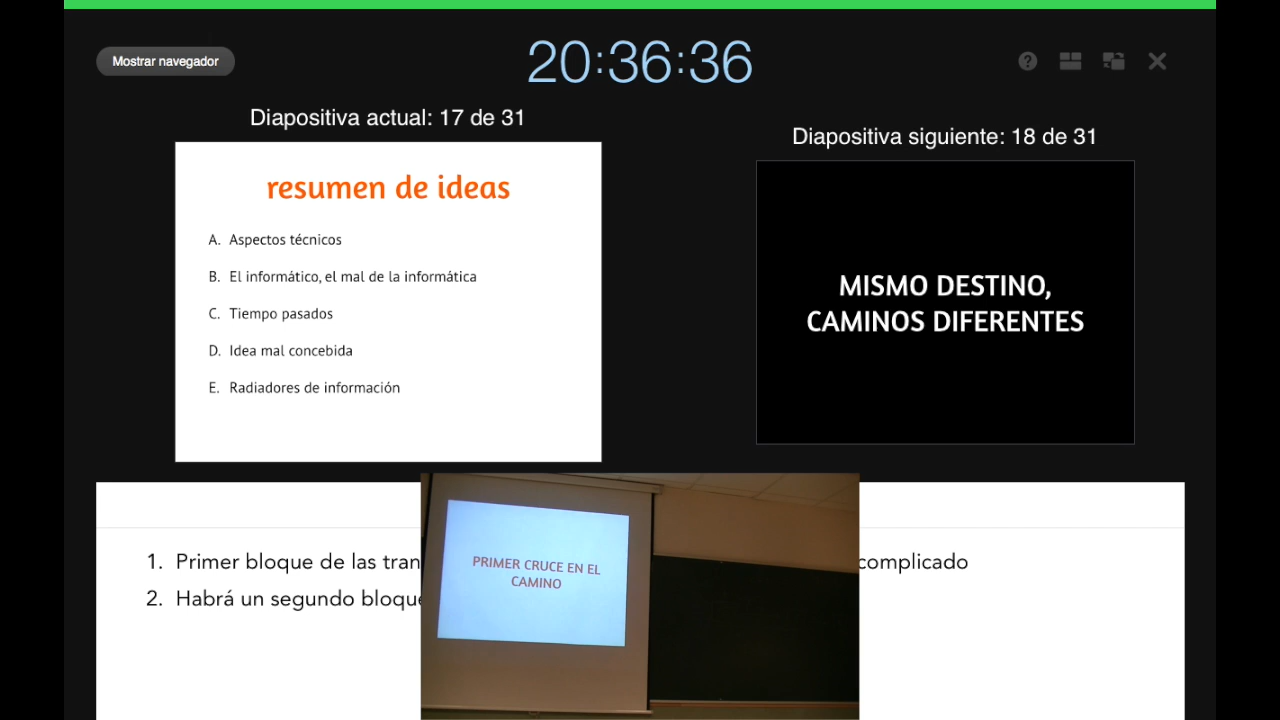 Mostrar navegador
20:36:36
Diapositiva actual: 17 de 31
resumen de ideas
A. Aspectos técnicos
B. El informático, el mal de la informática
C. Tiempo pasados
D. Idea mal concebida
E. Radiadores de información
Diapositiva siguiente: 18 de 31
MISMO DESTINO,
CAMINOS DIFERENTES
1. Primer bloque de las tran
complicado
2. Habrá un segundo bloque
PRIMER CRUCE EN EL
CAMINO